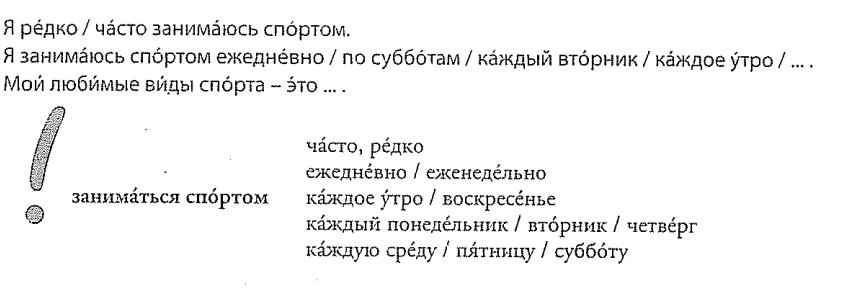 Я ре́дко / ча́сто занима́юсь спо́ртом.
Я занима́юсь спо́ртом ежедне́вно / по суббо́там / ка́ждый вто́рник / ка́ждое у́тро / ... .
Мои́ люби́мые ви́ды спо́рта – э́то ... .
ча́сто, ре́дко
ежедне́вно / еженеде́льно
занима́ться спо́ртом ка́ждое у́тро / воскресе́нье
ка́ждый понеде́льник / вто́рник / четве́рг
ка́ждую сре́ду / пя́тницу / суббо́ту